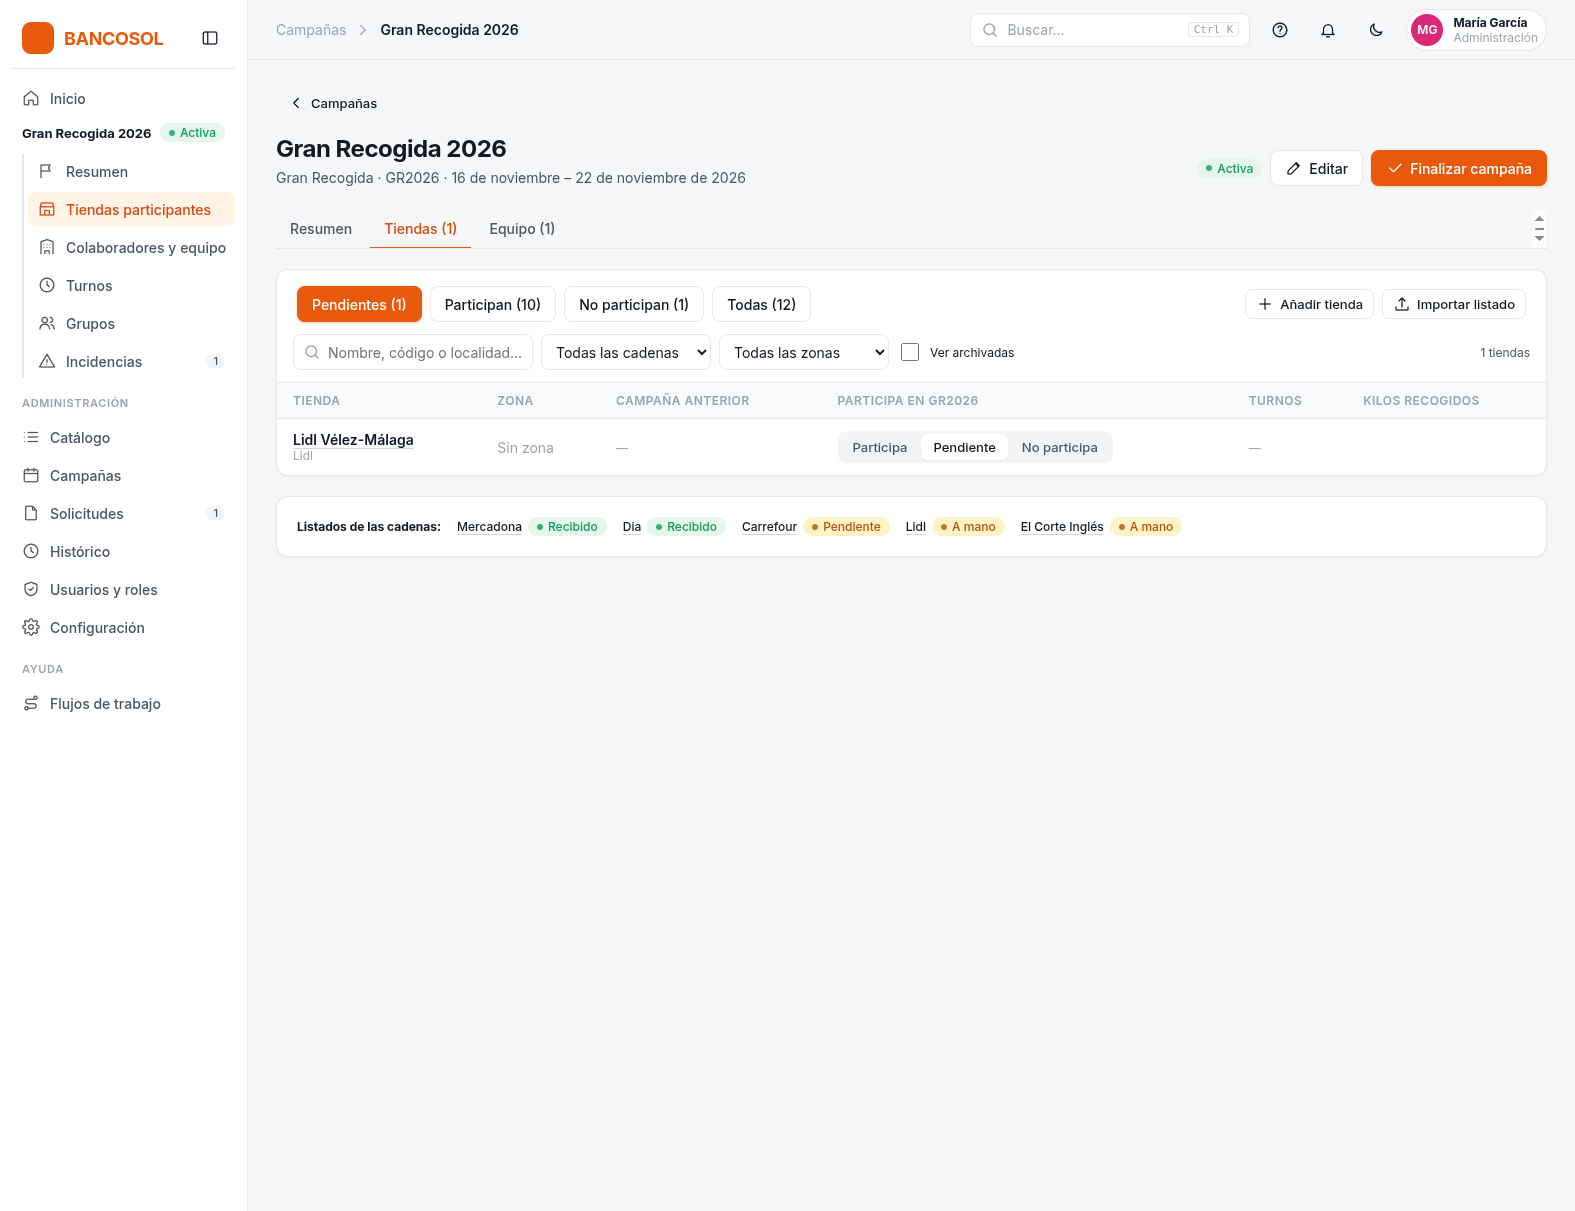 BANCOSOL
Inicio
Gran Recogida 2026 Activa
Resumen
Tiendas participantes
Colaboradores y equipo
Turnos
Grupos
Incidencias 1
ADMINISTRACIÓN
Catálogo
Campañas
Solicitudes 1
Histórico
Usuarios y roles
Configuración
AYUDA
Flujos de trabajo
Campañas Gran Recogida 2026
Buscar... Ctrl K
MG María García
Administración
Campañas
Gran Recogida 2026
Gran Recogida · GR2026 · 16 de noviembre – 22 de noviembre de 2026
Activa Editar Finalizar campaña
Resumen Tiendas (1) Equipo (1)
Pendientes (1) Participan (10) No participan (1) Todas (12) Añadir tienda Importar listado
Nombre, código o localidad... Todas las cadenas Todas las zonas Ver archivadas 1 tiendas
TIENDA ZONA CAMPAÑA ANTERIOR PARTICIPA EN GR2026 TURNOS KILOS RECOGIDOS
Lidl Vélez-Málaga Sin zona — Participa Pendiente No participa —
Lidl
Listados de las cadenas: Mercadona Recibido Dia Recibido Carrefour Pendiente Lidl A mano El Corte Inglés A mano